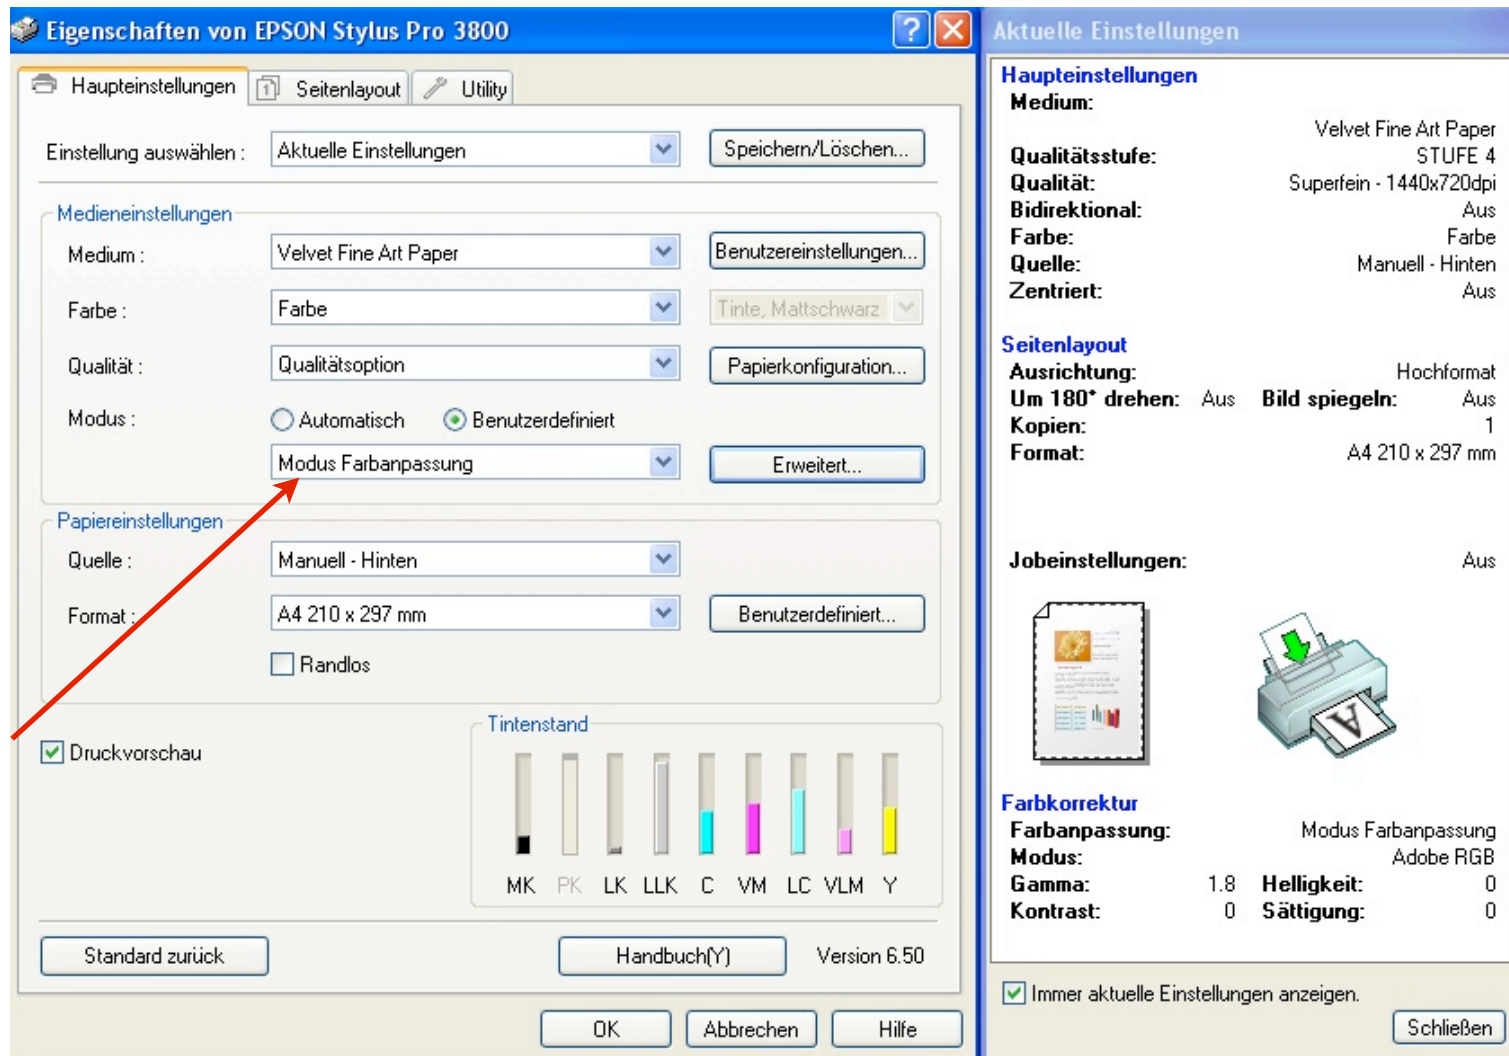 Eigenschaften von EPSON Stylus Pro 3800
Haupteinstellungen
Seitenlayout
Utility
Einstellung auswählen :
Aktuelle Einstellungen
Speichern/Löschen...
Medieneinstellungen
Medium :
Velvet Fine Art Paper
Benutzereinstellungen...
Farbe :
Farbe
Tinte, Mattschwarz
Qualität :
Qualitätsoption
Papierkonfiguration...
Modus :
Automatisch
Benutzerdefiniert
Modus Farbanpassung
Erweitert...
Papiereinstellungen
Quelle :
Manuell - Hinten
Format :
A4 210 x 297 mm
Benutzerdefiniert...
Randlos
Druckvorschau
Tintenstand
MK PK LK LLK C VM LC VLM Y
Standard zurück
Handbuch(Y)
Version 6.50
OK
Abbrechen
Hilfe
Aktuelle Einstellungen
Haupteinstellungen
Medium:
Velvet Fine Art Paper
Qualitätsstufe: STUFE 4
Qualität: Superfein - 1440x720dpi
Bidirektional: Aus
Farbe: Farbe
Quelle: Manuell - Hinten
Zentriert: Aus
Seitenlayout
Ausrichtung: Hochformat
Um 180° drehen: Aus Bild spiegeln: Aus
Kopien: 1
Format: A4 210 x 297 mm
Jobeinstellungen: Aus
A
Farbkorrektur
Farbanpassung: Modus Farbanpassung
Modus: Adobe RGB
Gamma: 1.8 Helligkeit: 0
Kontrast: 0 Sättigung: 0
Immer aktuelle Einstellungen anzeigen.
Schließen